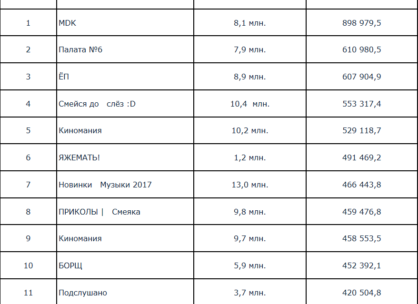 1 MDK 8,1 млн. 898 979,5
2 Палата №6 7,9 млн. 610 980,5
3 ЁП 8,9 млн. 607 904,9
4 Смейся до слёз :D 10,4 млн. 553 317,4
5 Киномания 10,2 млн. 529 118,7
6 ЯЖЕМАТЬ! 1,2 млн. 491 469,2
7 Новинки Музыки 2017 13,0 млн. 466 443,8
8 ПРИКОЛЫ | Смеяка 9,8 млн. 459 476,8
9 Киномания 9,7 млн. 458 553,5
10 БОРЩ 5,9 млн. 452 392,1
11 Подслушано 3,7 млн. 420 504,8